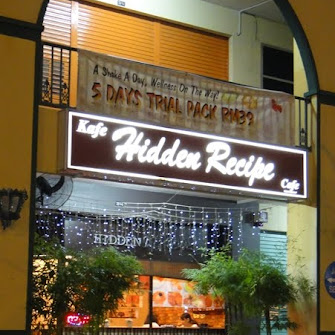 A Shake A Day, Wellness On The Way!
5 DAYS TRIAL PACK RM39
Kafe Hidden Recipe Cafe
HIDDEN